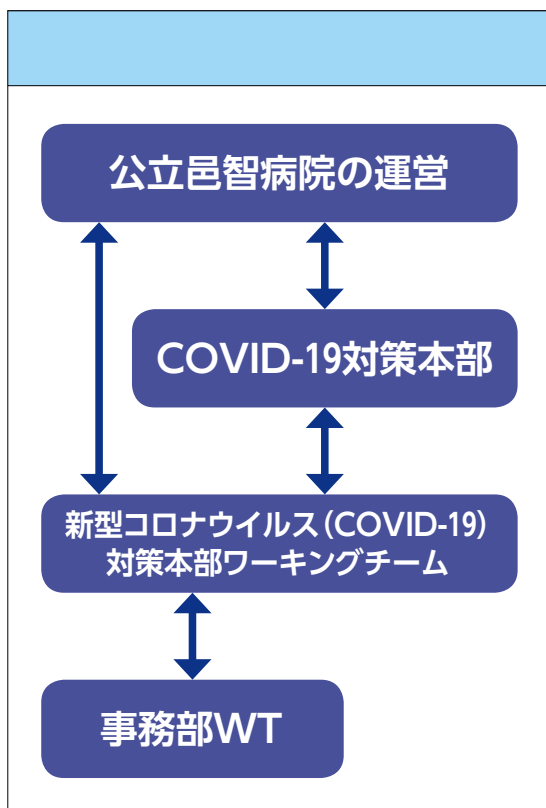 公立邑智病院の運営
COVID-19対策本部
新型コロナウイルス（COVID-19）
対策本部ワーキングチーム
事務部WT